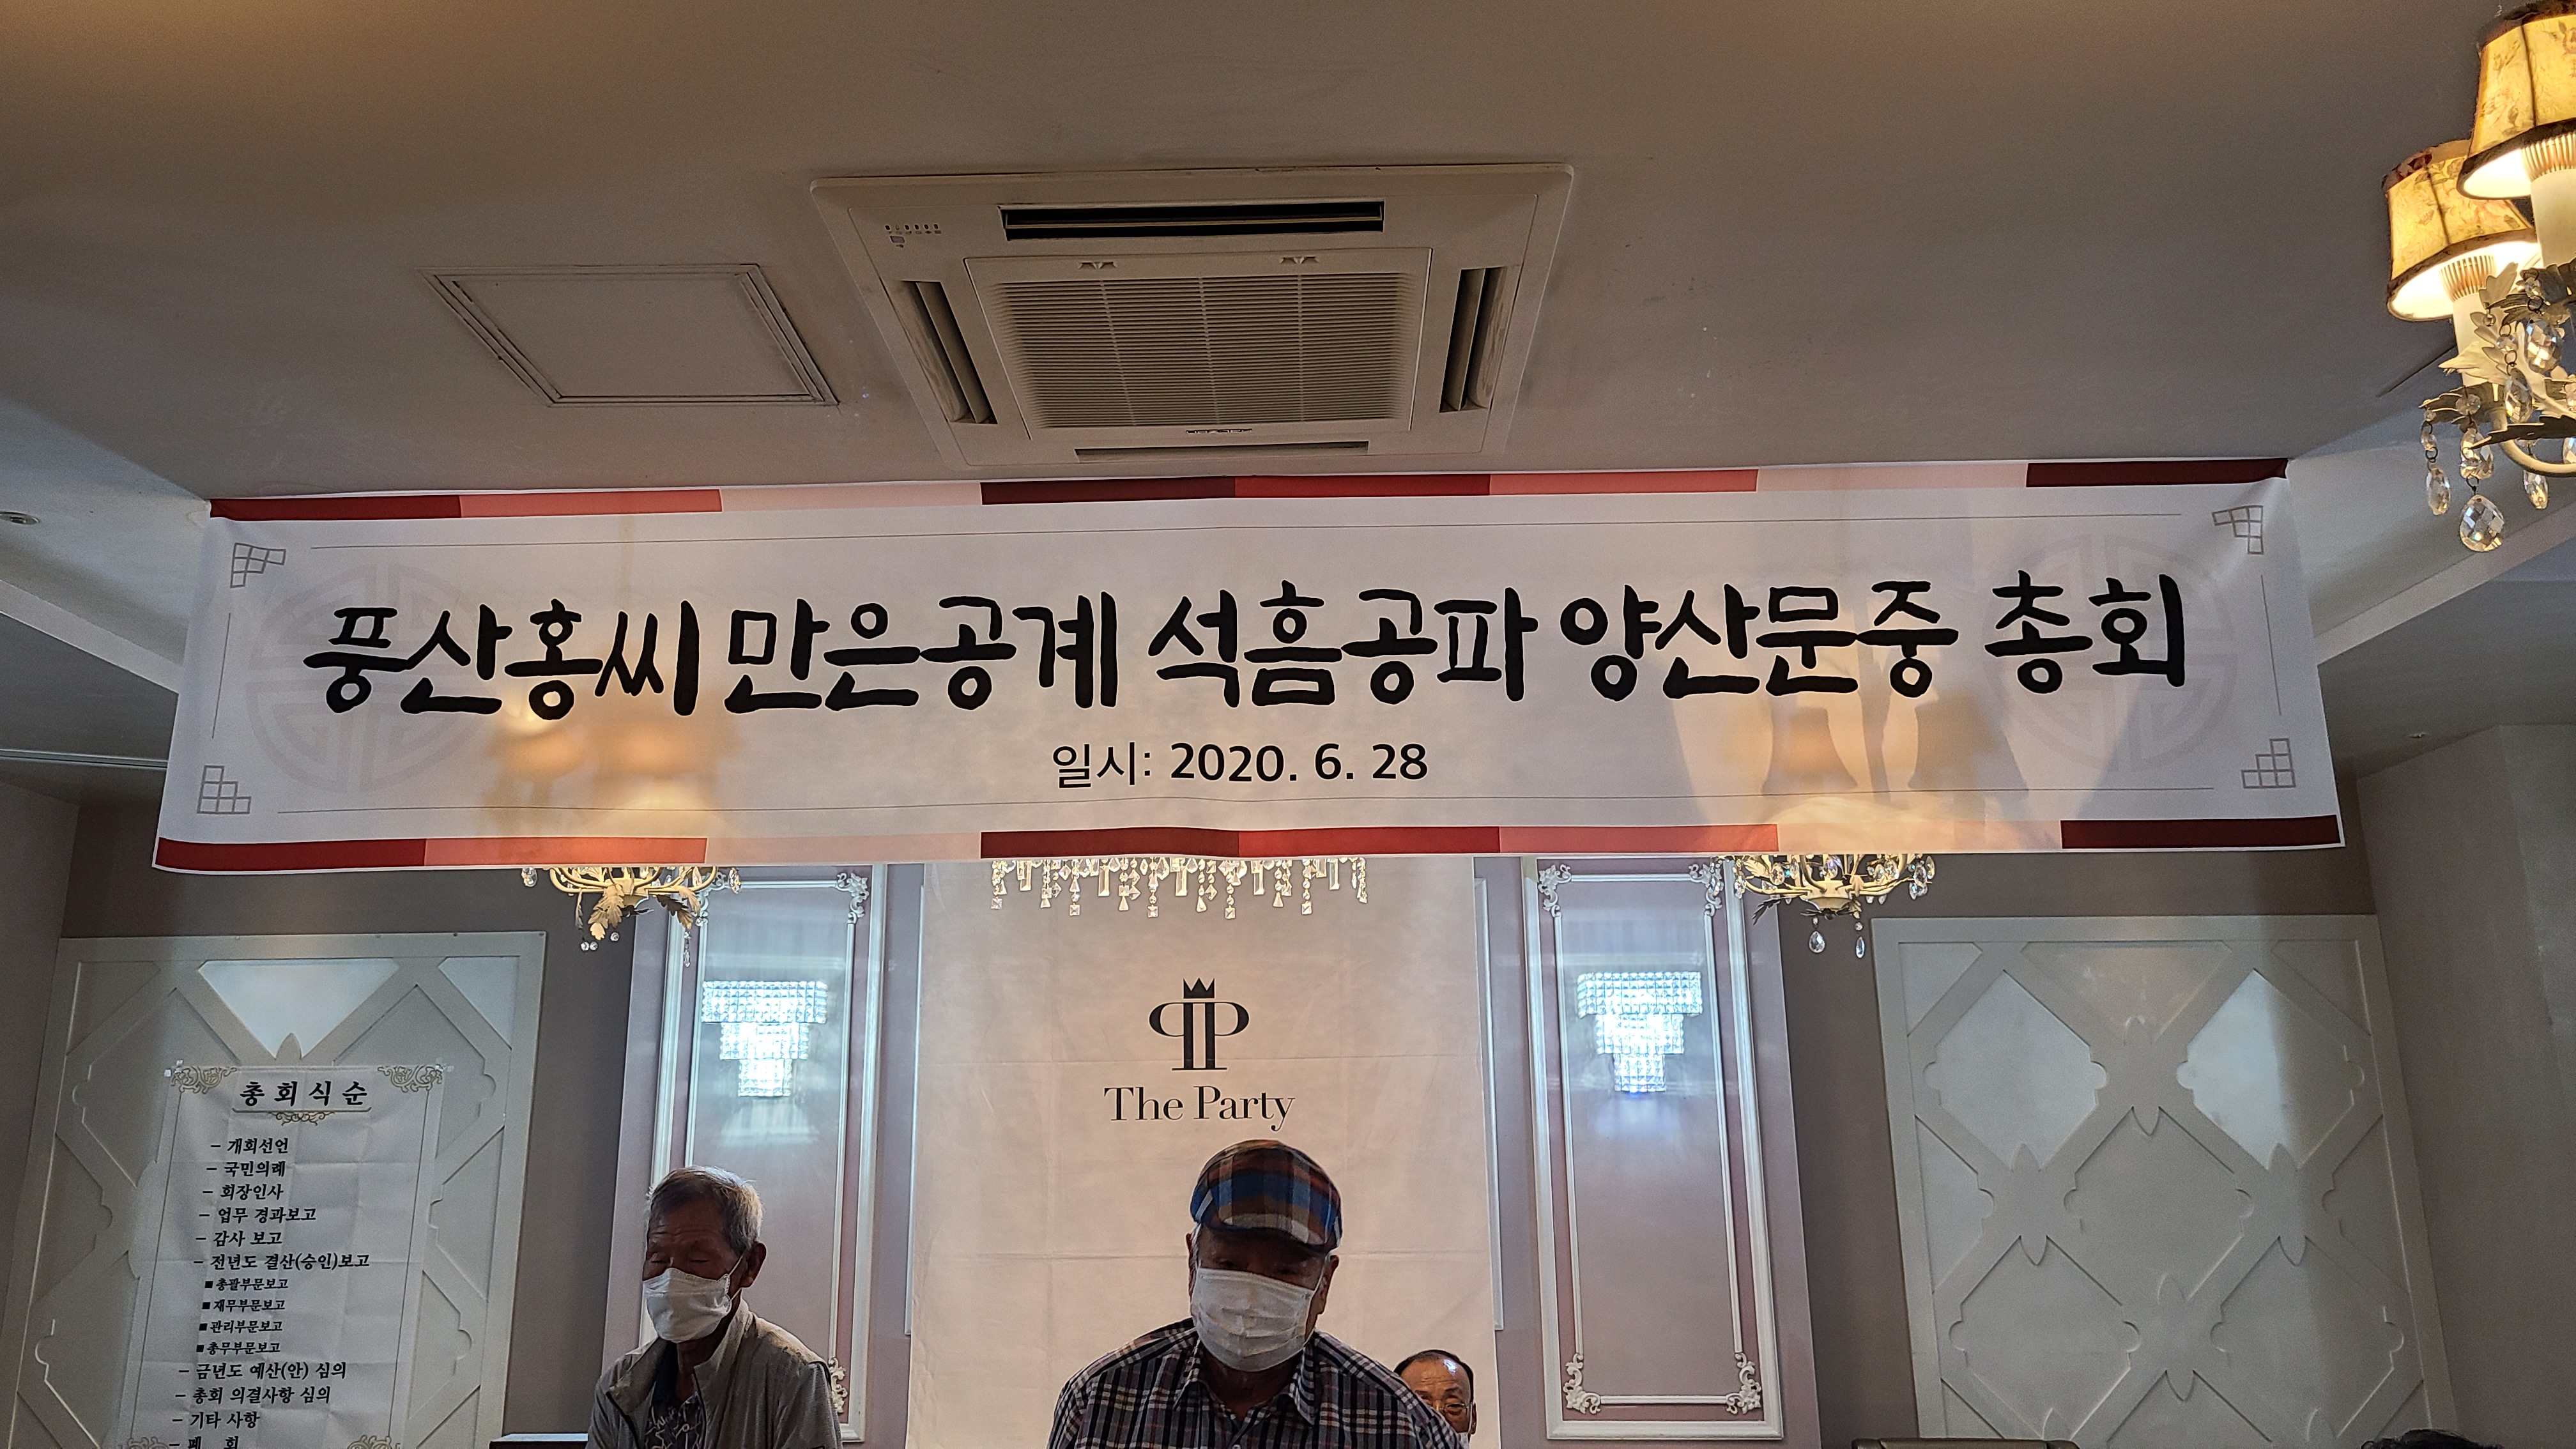 풍산홍씨 만은공계 석흠공파 양산문중 총회
일시: 2020. 6. 28
The Party
총회식순
- 개회선언
- 국민의례
- 회장인사
- 업무 경과보고
- 감사 보고
- 전년도 결산(승인)보고
■ 총괄부문보고
■ 재무부문보고
■ 관리부문보고
■ 총무부문보고
- 금년도 예산(안) 심의
- 총회 의결사항 심의
- 기타 사항
- 폐 회